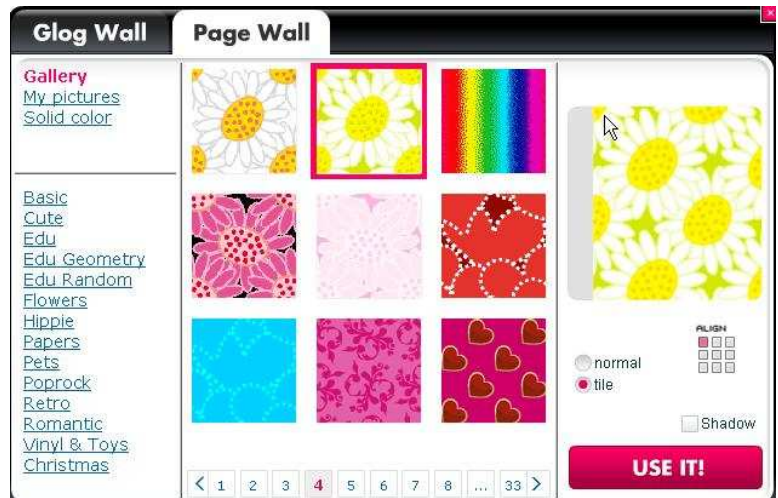 Glog Wall Page Wall
Gallery
My pictures
Solid color
Basic
Cute
Edu
Edu Geometry
Edu Random
Flowers
Hippie
Papers
Pets
Poprock
Retro
Romantic
Vinyl & Toys
Christmas
< 1 2 3 4 5 6 7 8 ... 33 >
ALIGN
normal
tile
Shadow
USE IT!